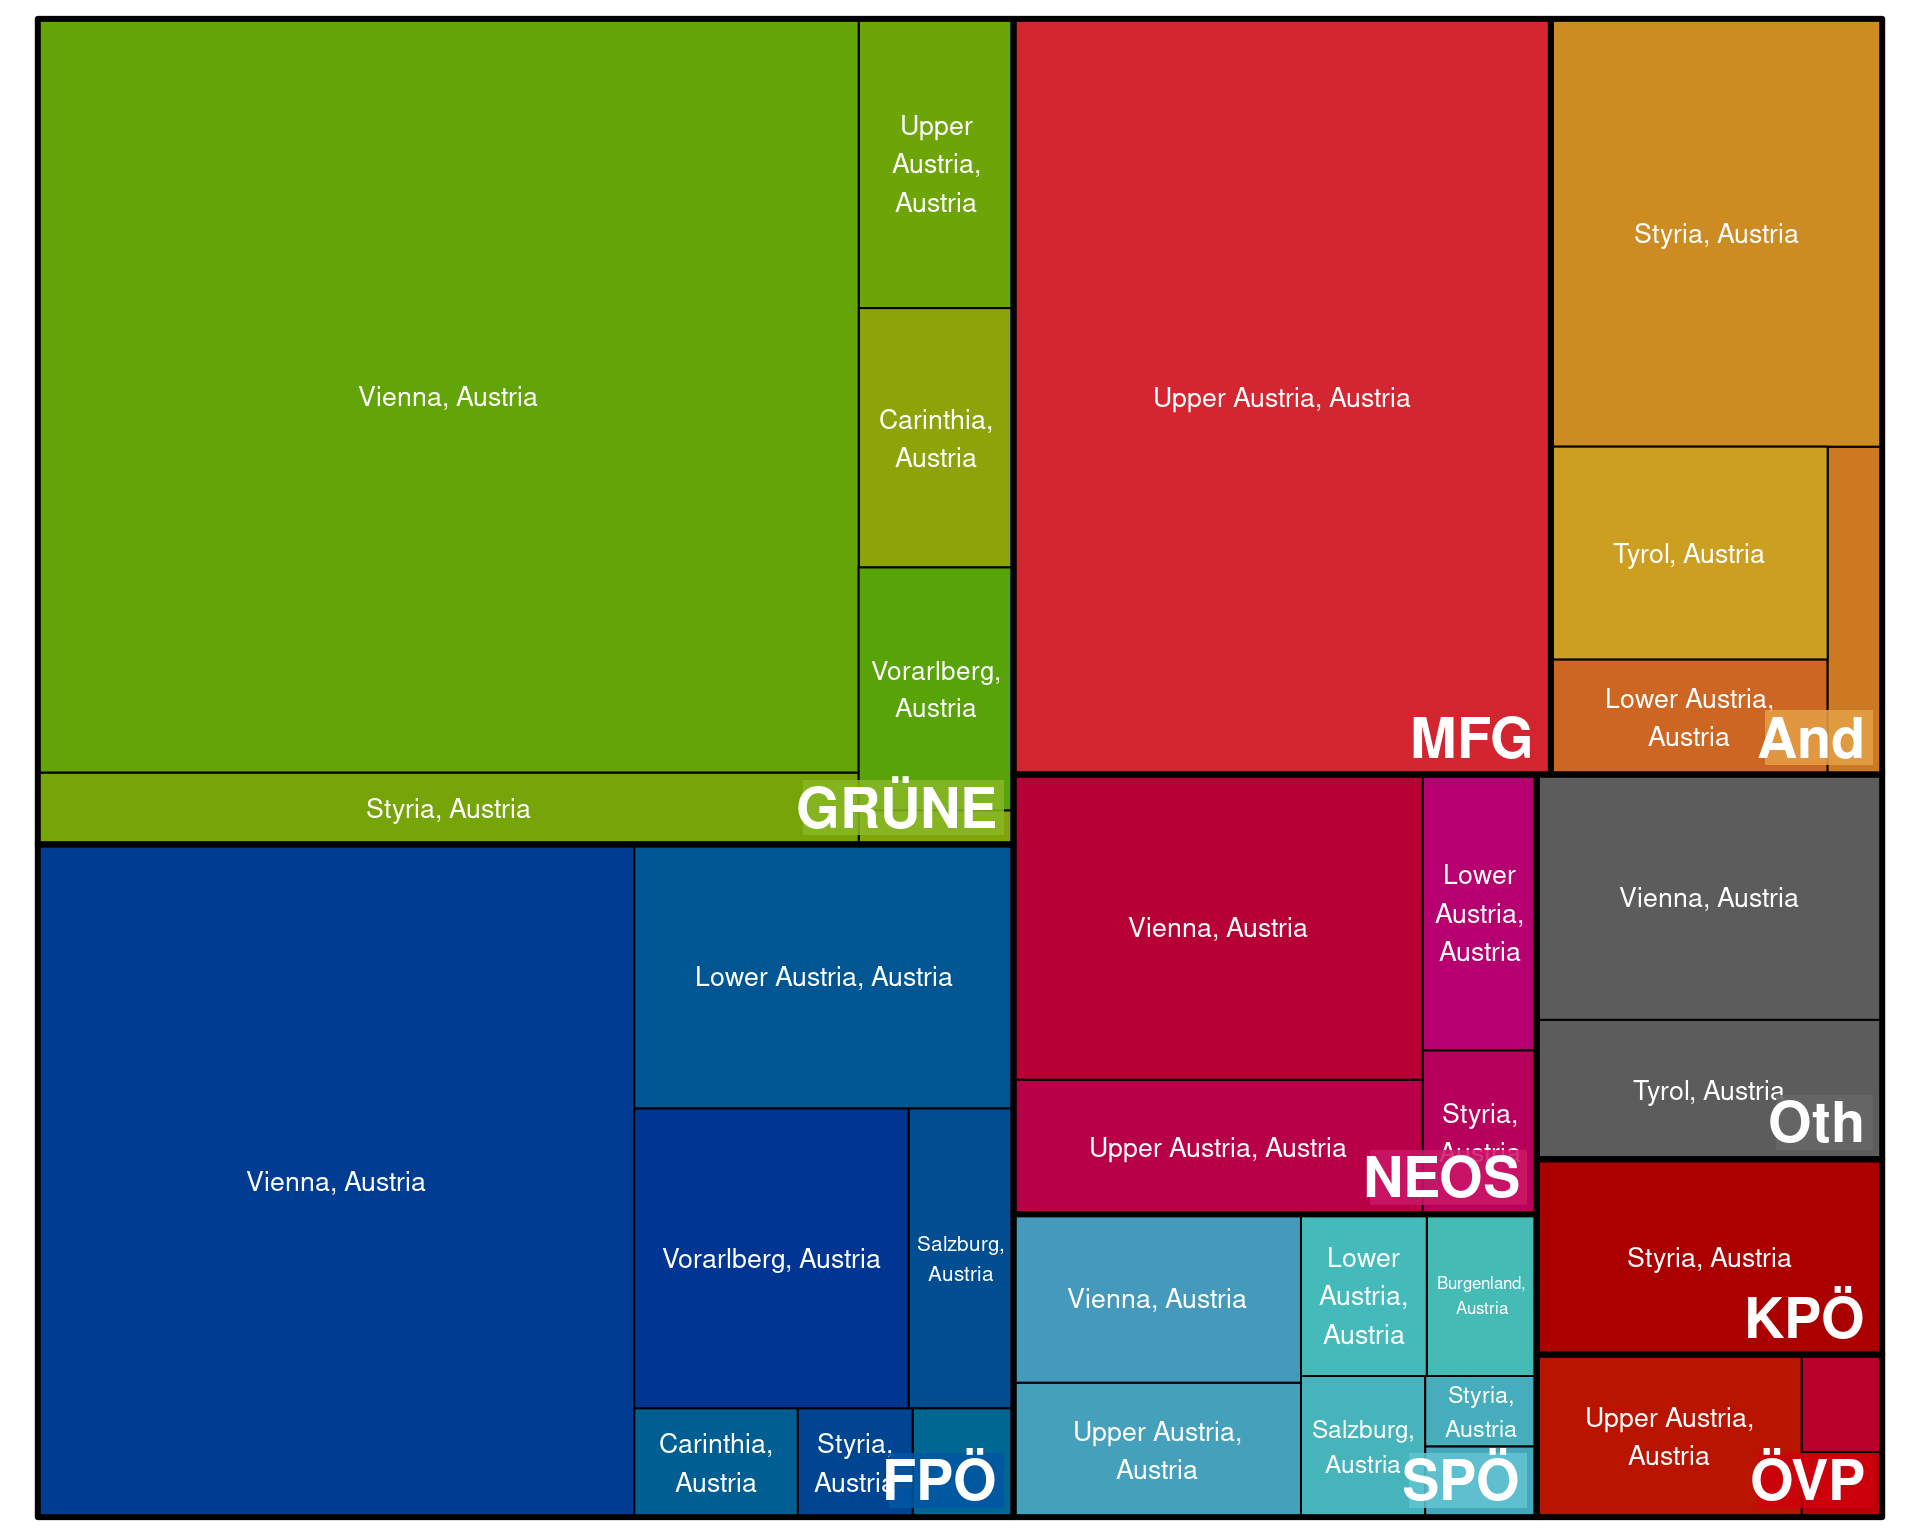 Vienna, Austria
Upper
Austria,
Austria
Carinthia,
Austria
Vorarlberg,
Austria
Styria, Austria
GRÜNE
Upper Austria, Austria
MFG
Styria, Austria
Tyrol, Austria
Lower Austria,
Austria
And
Vienna, Austria
Lower Austria, Austria
Vorarlberg, Austria
Salzburg,
Austria
Carinthia,
Austria
Styria,
Austria
FPÖ
Vienna, Austria
Lower
Austria,
Austria
Upper Austria, Austria
Styria,
Austria
NEOS
Vienna, Austria
Tyrol, Austria
Oth
Vienna, Austria
Lower
Austria,
Austria
Burgenland,
Austria
Upper Austria,
Austria
Salzburg,
Austria
Styria,
Austria
SPÖ
Styria, Austria
KPÖ
Upper Austria,
Austria
ÖVP